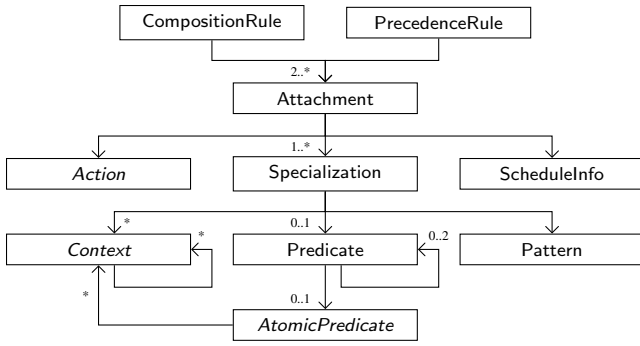 CompositionRule
PrecedenceRule
2..*
Attachment
1..*
Action
Specialization
ScheduleInfo
*
0..1
*
0..2
Context
Predicate
Pattern
*
0..1
AtomicPredicate